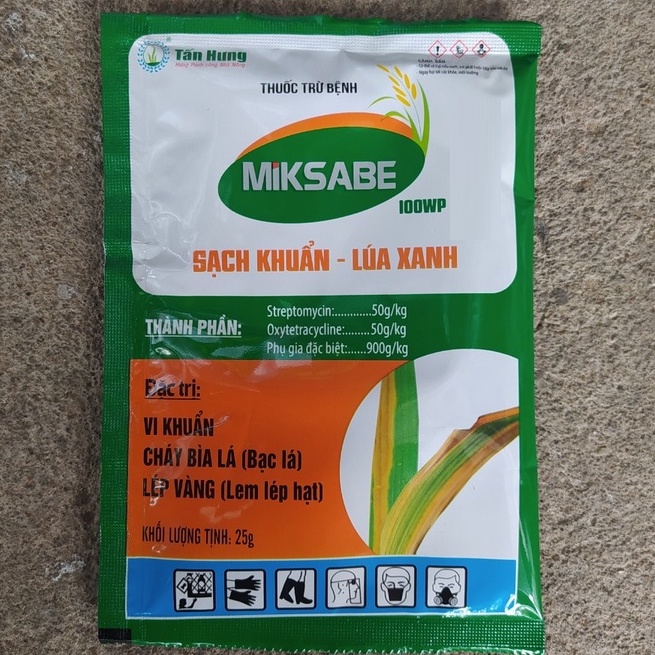 Tấn Hưng
THUỐC TRỪ BỆNH
MiKSABE
100WP
SẠCH KHUẨN - LÚA XANH
THÀNH PHẦN:
Streptomycin:............50g/kg
Oxytetracycline:........50g/kg
Phụ gia đặc biệt:......900g/kg
Đặc trị:
VI KHUẨN
CHÁY BÌA LÁ (Bạc lá)
LÉP VÀNG (Lem lép hạt)
KHỐI LƯỢNG TỊNH: 25g